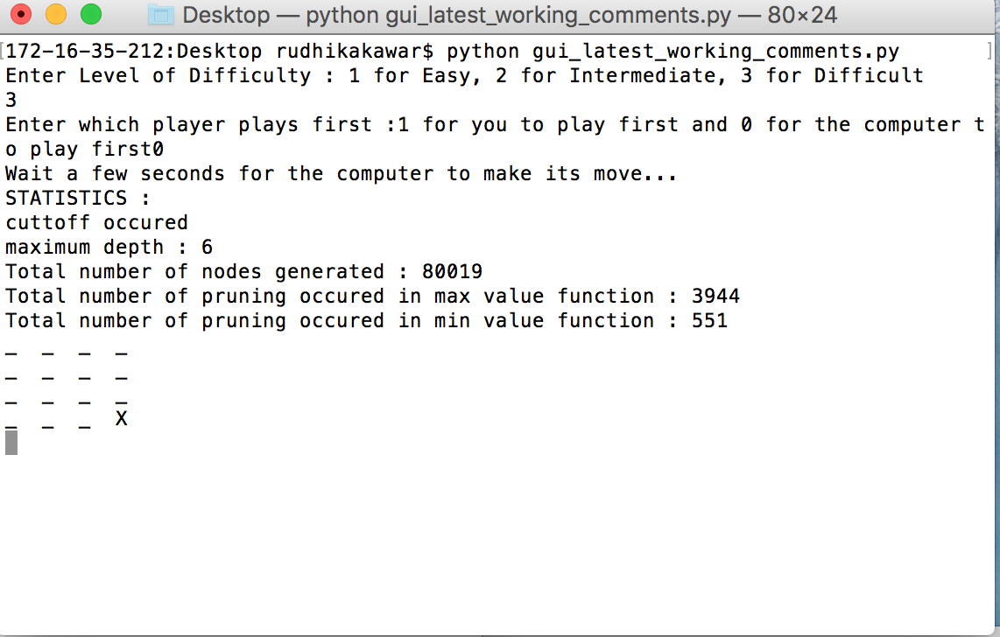 Desktop — python gui_latest_working_comments.py — 80×24
[172-16-35-212:Desktop rudhikakawar$ python gui_latest_working_comments.py ]
Enter Level of Difficulty : 1 for Easy, 2 for Intermediate, 3 for Difficult
3
Enter which player plays first :1 for you to play first and 0 for the computer t
o play first0
Wait a few seconds for the computer to make its move...
STATISTICS :
cuttoff occured
maximum depth : 6
Total number of nodes generated : 80019
Total number of pruning occured in max value function : 3944
Total number of pruning occured in min value function : 551
_ _ _ _
_ _ _ _
_ _ _ _
_ _ _ X